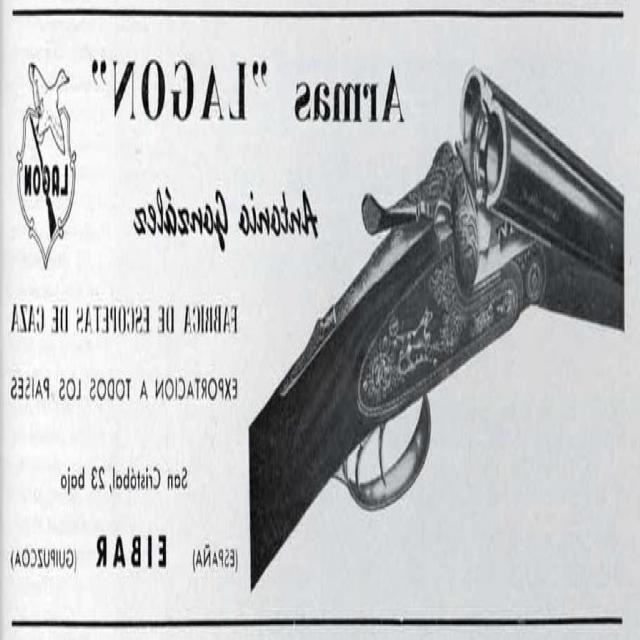 Armas "LAGON"
LAGON
Antonio González
FABRICA DE ESCOPETAS DE CAZA
EXPORTACION A TODOS LOS PAISES
San Cristóbal, 23 bajo
(ESPAÑA) EIBAR (GUIPUZCOA)